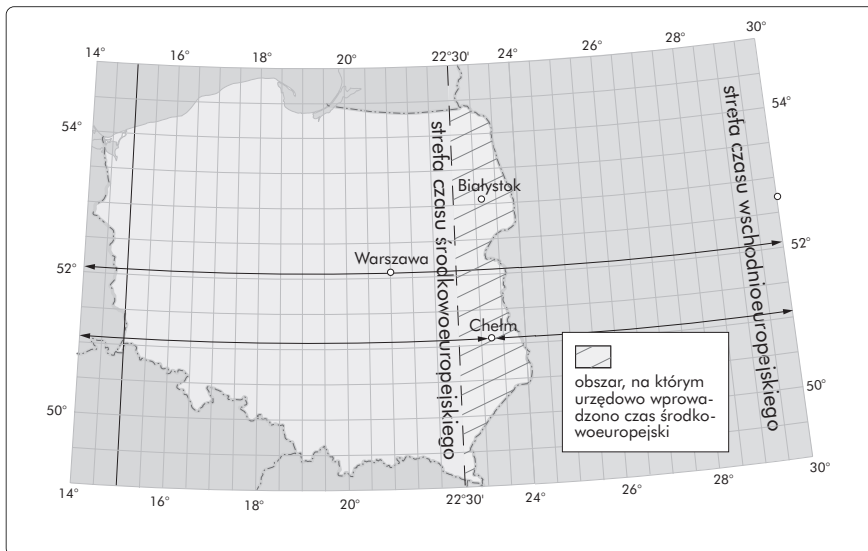 14°
16°
18°
20°
22°30'
24°
26°
28°
30°
54°
54°
strefa czasu środkowoeuropejskiego
strefa czasu wschodnioeuropejskiego
Białystok
Warszawa
52°
52°
Chełm
obszar, na którym
urzędowo wprowa-
dzono czas środko-
woeuropejski
50°
50°
14°
16°
18°
20°
22°30'
24°
26°
28°
30°